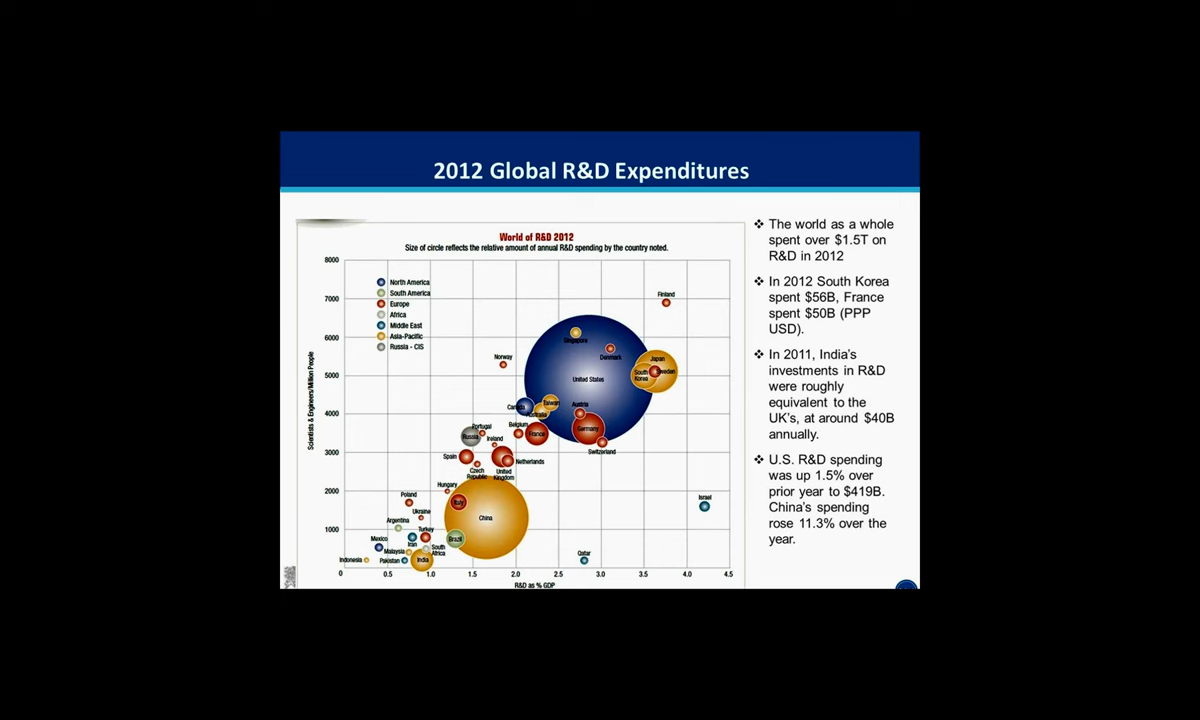 2012 Global R&D Expenditures
World of R&D 2012
Size of circle reflects the relative amount of annual R&D spending by the country noted.
8000
7000
6000
5000
4000
3000
2000
1000
0
0.5
1.0
1.5
2.0
2.5
3.0
3.5
4.0
4.5
Scientists & Engineers/Million People
R&D as % GDP
North America
South America
Europe
Africa
Middle East
Asia-Pacific
Russia - CIS
Finland
Singapore
Denmark
Norway
Japan
South
Korea
Sweden
United States
Canada
Taiwan
Australia
Austria
Portugal
Belgium
Russia
Ireland
France
Germany
Switzerland
Spain
Czech
Republic
United
Kingdom
Netherlands
Hungary
Poland
Italy
Israel
Ukraine
China
Argentina
Turkey
Brazil
Mexico
Iran
Malaysia
South
Africa
Indonesia
Pakistan
India
Qatar
❖ The world as a whole
spent over $1.5T on
R&D in 2012
❖ In 2012 South Korea
spent $56B, France
spent $50B (PPP
USD).
❖ In 2011, India's
investments in R&D
were roughly
equivalent to the
UK's, at around $40B
annually.
❖ U.S. R&D spending
was up 1.5% over
prior year to $419B.
China's spending
rose 11.3% over the
year.